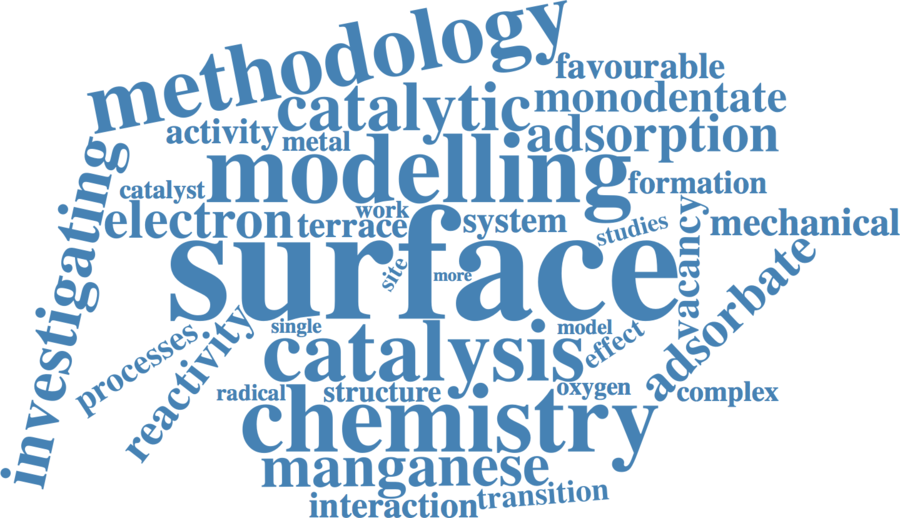 methodology
favourable
catalytic
monodentate
activity
metal
adsorption
investigating
modelling
catalyst
formation
electron
terrace
work
system
studies
vacancy
mechanical
surface
site
more
adsorbate
processes
reactivity
single
catalysis
model
effect
radical
structure
oxygen
complex
chemistry
manganese
interaction
transition